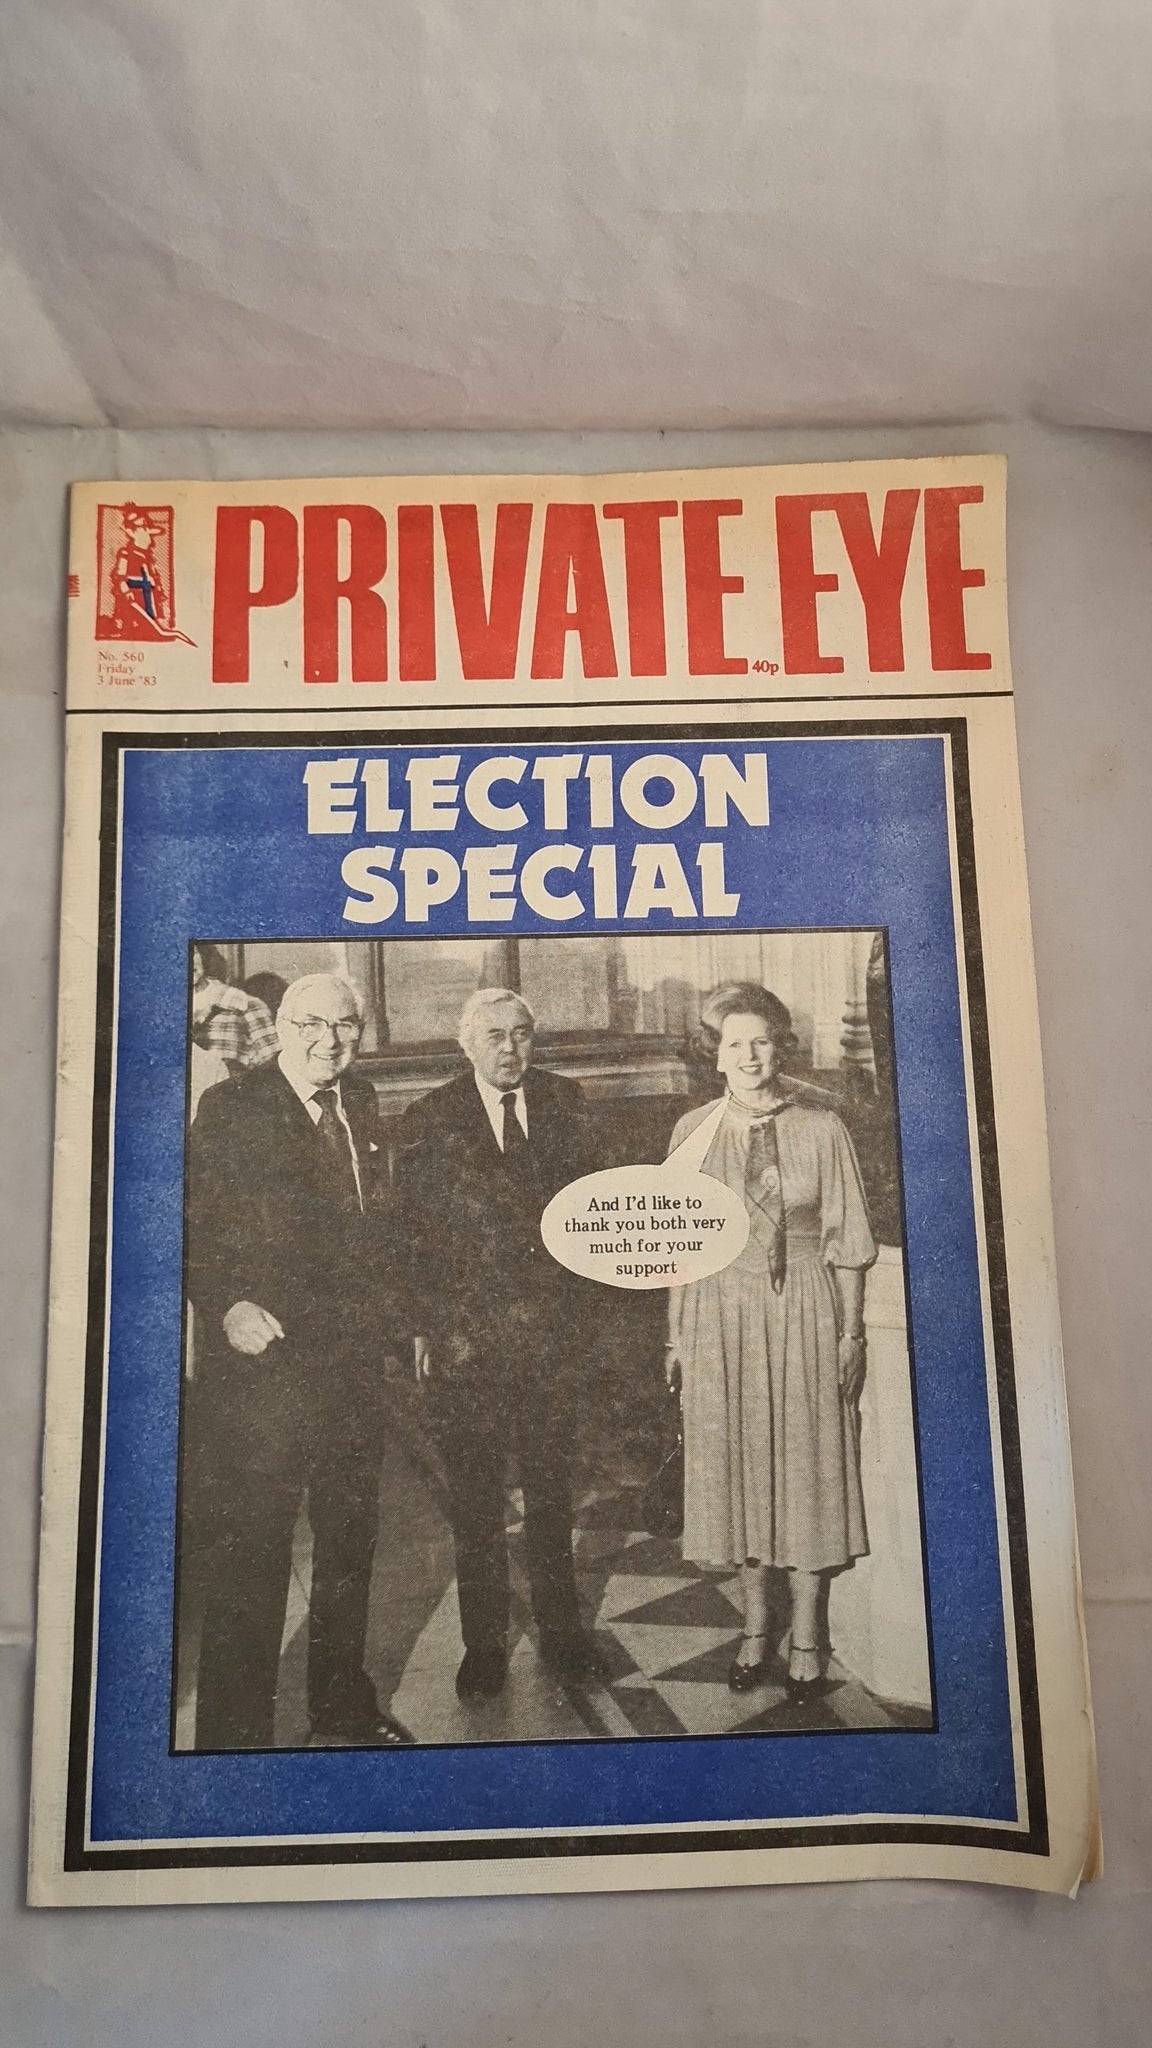 PRIVATE EYE
No. 560
Friday
3 June '83
40p
ELECTION
SPECIAL
And I'd like to
thank you both very
much for your
support